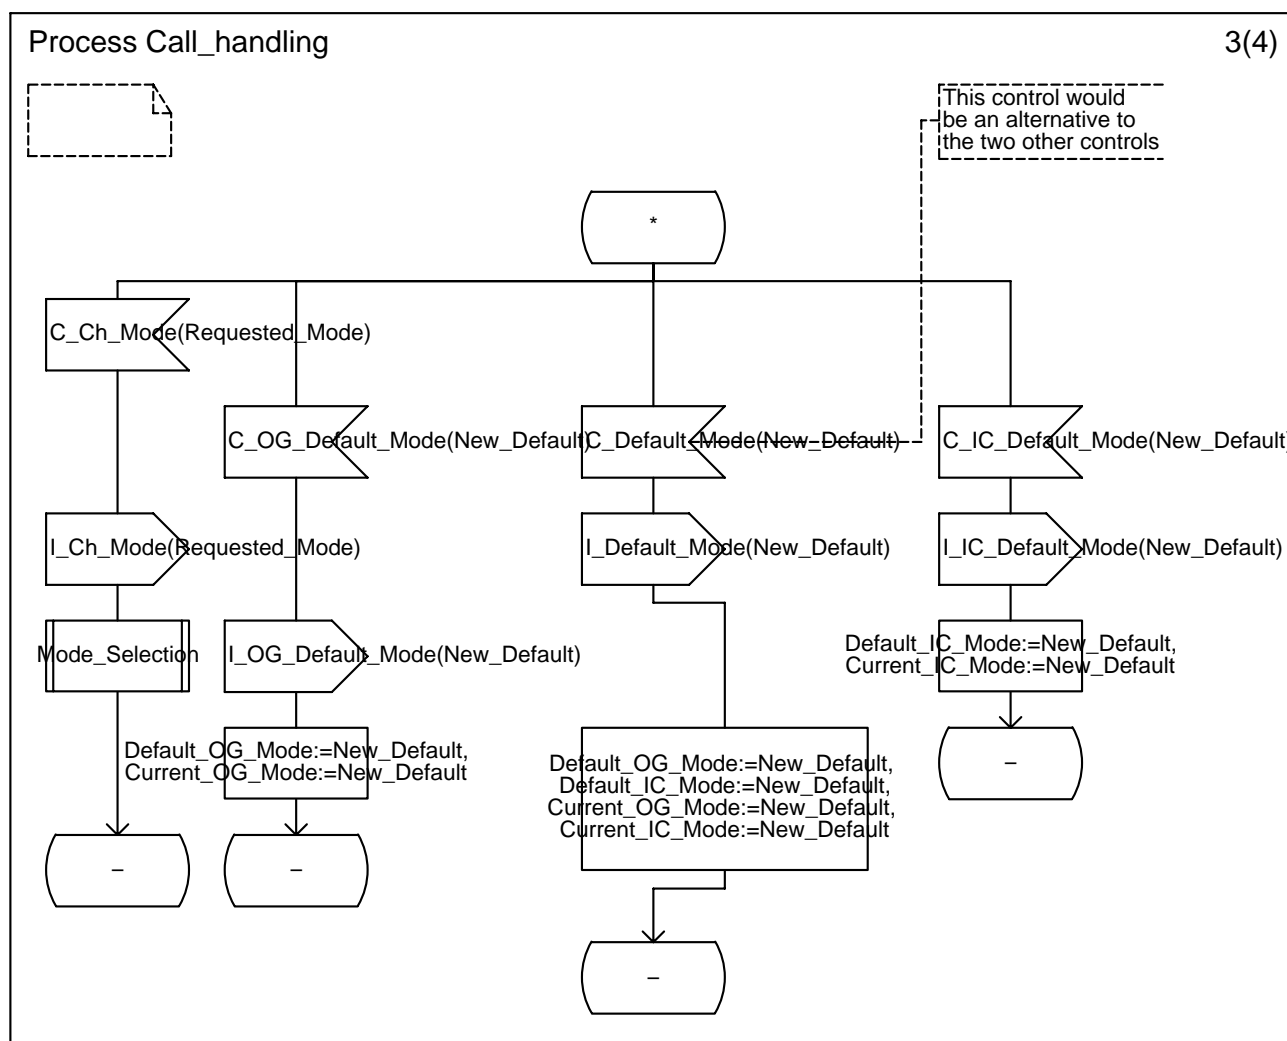 Process Call_handling
3(4)
This control would
be an alternative to
the two other controls
*
C_Ch_Mode(Requested_Mode)
C_OG_Default_Mode(New_Default)
C_Default_Mode(New_Default)
C_IC_Default_Mode(New_Default)
I_Ch_Mode(Requested_Mode)
I_Default_Mode(New_Default)
I_IC_Default_Mode(New_Default)
Mode_Selection
I_OG_Default_Mode(New_Default)
Default_IC_Mode:=New_Default,
Current_IC_Mode:=New_Default
Default_OG_Mode:=New_Default,
Current_OG_Mode:=New_Default
Default_OG_Mode:=New_Default,
Default_IC_Mode:=New_Default,
Current_OG_Mode:=New_Default,
Current_IC_Mode:=New_Default
–
–
–
–